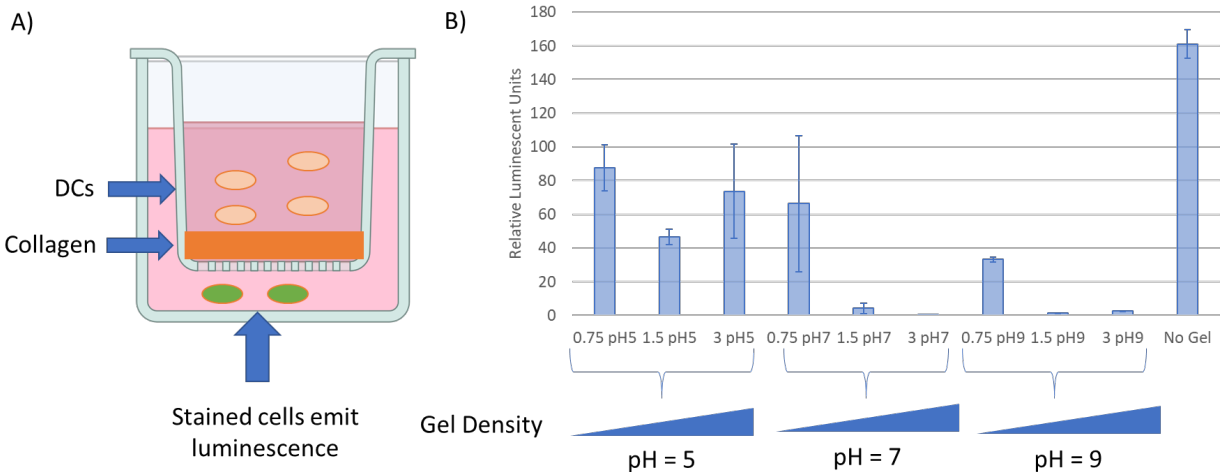 A)
DCs
Collagen
Stained cells emit
luminescence
B)
Relative Luminescent Units
180
160
140
120
100
80
60
40
20
0
0.75 pH5 1.5 pH5 3 pH5 0.75 pH7 1.5 pH7 3 pH7 0.75 pH9 1.5 pH9 3 pH9 No Gel
Gel Density
pH = 5 pH = 7 pH = 9